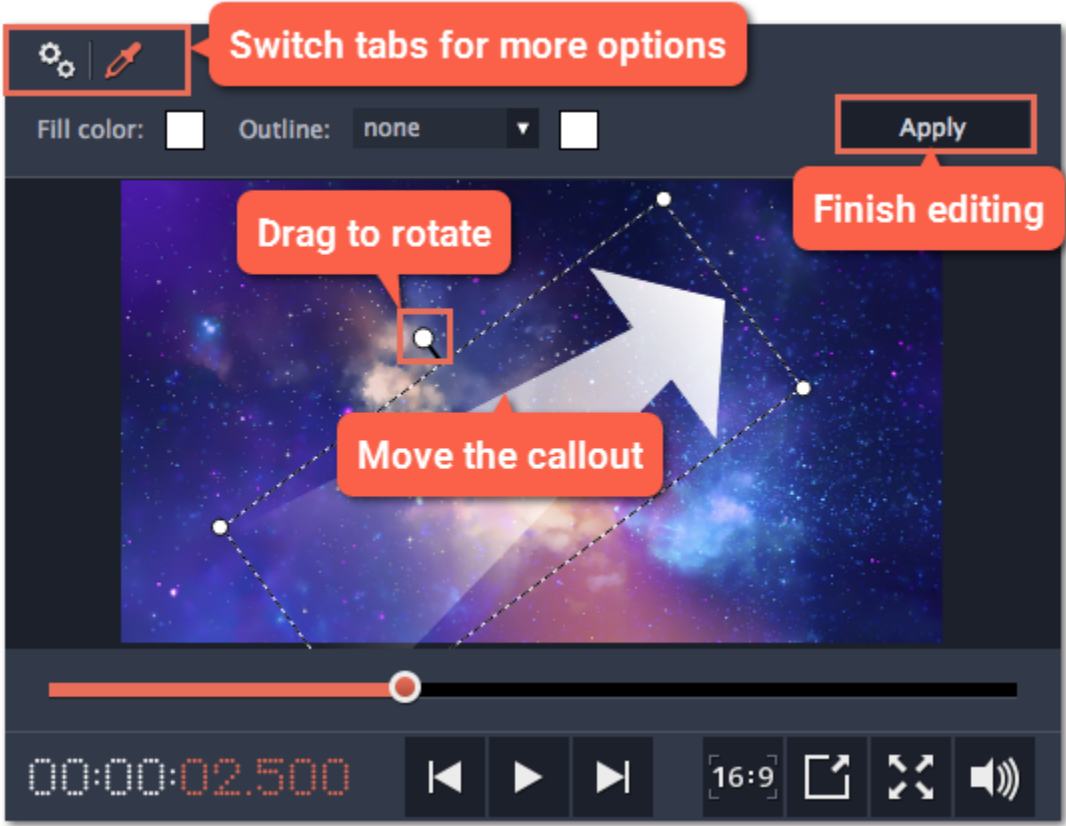 Switch tabs for more options
Fill color:
Outline:
none
Apply
Finish editing
Drag to rotate
Move the callout
00:00:02.500
16:9